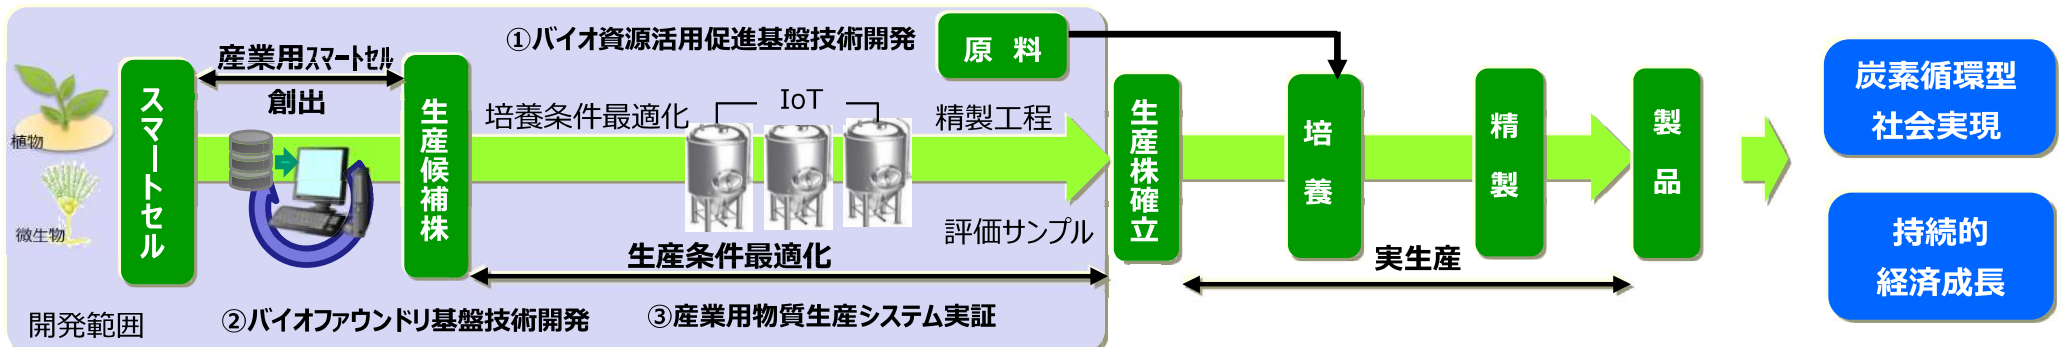 ①バイオ資源活用促進基盤技術開発
原 料
産業用スマートセル
創出
植物
微生物
スマートセル
生産候補株
培養条件最適化
IoT
精製工程
評価サンプル
生産条件最適化
開発範囲
②バイオファウンドリ基盤技術開発
③産業用物質生産システム実証
生産株確立
培養
精製
製品
実生産
炭素循環型
社会実現
持続的
経済成長